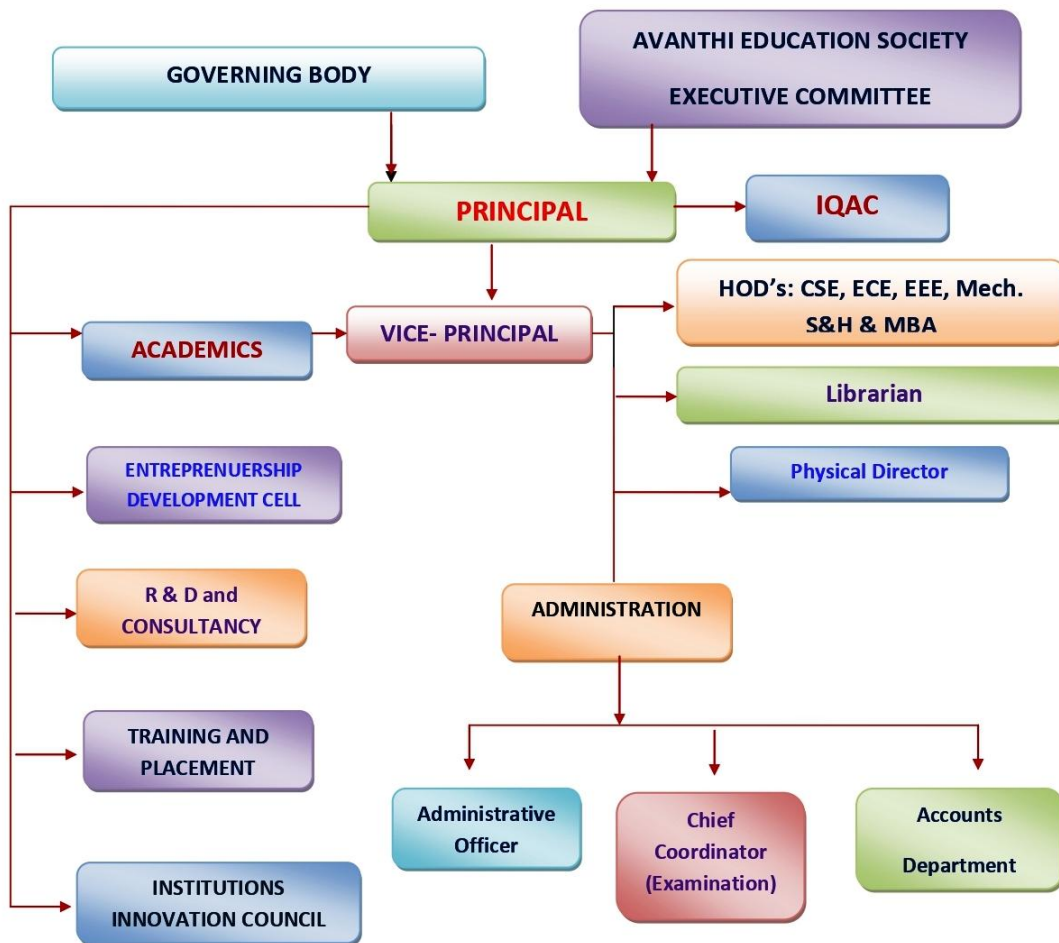 GOVERNING BODY
AVANTHI EDUCATION SOCIETY
EXECUTIVE COMMITTEE
PRINCIPAL
IQAC
HOD's: CSE, ECE, EEE, Mech.
S&H & MBA
VICE- PRINCIPAL
ACADEMICS
Librarian
ENTREPRENUERSHIP
DEVELOPMENT CELL
Physical Director
R & D and
CONSULTANCY
ADMINISTRATION
TRAINING AND
PLACEMENT
Administrative
Officer
Chief
Coordinator
(Examination)
Accounts
Department
INSTITUTIONS
INNOVATION COUNCIL